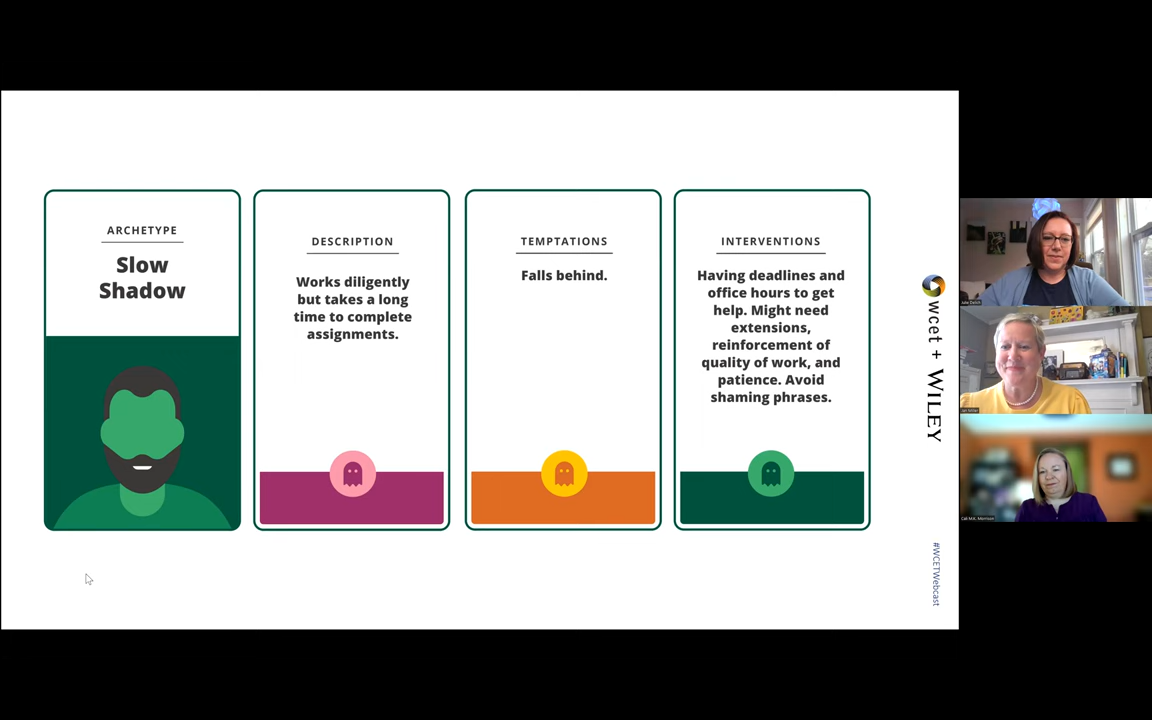 ARCHETYPE
Slow
Shadow
DESCRIPTION
Works diligently
but takes a long
time to complete
assignments.
TEMPTATIONS
Falls behind.
INTERVENTIONS
Having deadlines and
office hours to get
help. Might need
extensions,
reinforcement of
quality of work, and
patience. Avoid
shaming phrases.
wcet + WILEY
#WCETWebcast
Cali M.K. Morrison